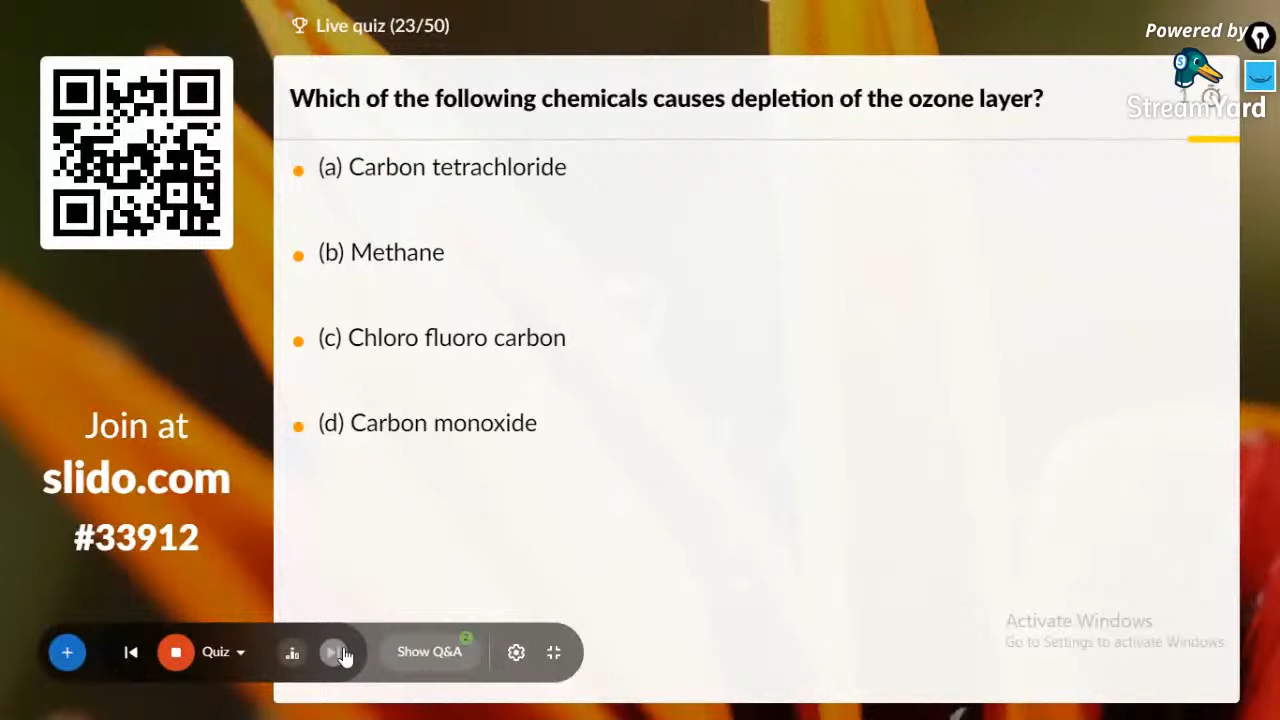 Live quiz (23/50)
Powered by
StreamYard
Which of the following chemicals causes depletion of the ozone layer?
1
(a) Carbon tetrachloride
(b) Methane
(c) Chloro fluoro carbon
(d) Carbon monoxide
Join at
slido.com
#33912
Activate Windows
Go to Settings to activate Windows.
Quiz
Show Q&A
2